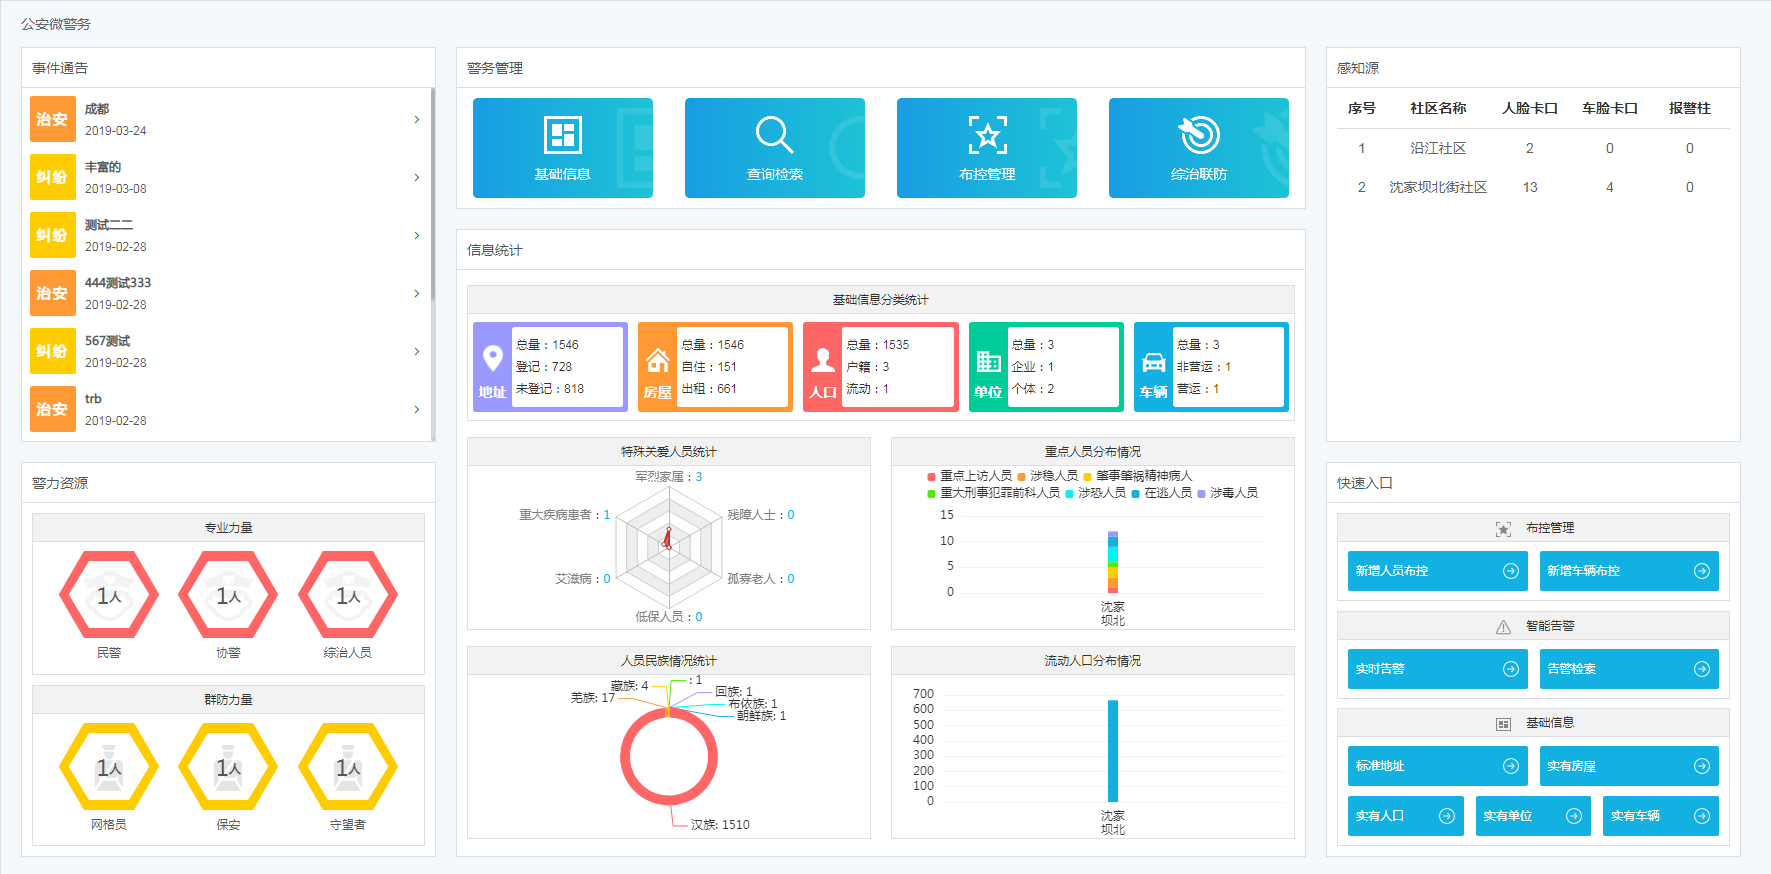 公安微警务
事件通告
治安
成都
2019-03-24
纠纷
丰富的
2019-03-08
纠纷
测试二二
2019-02-28
治安
444测试333
2019-02-28
纠纷
567测试
2019-02-28
治安
trb
2019-02-28
警力资源
专业力量
1人 1人 1人
民警 协警 综治人员
群防力量
1人 1人 1人
网格员 保安 守望者
警务管理
基础信息 查询检索 布控管理 综治联防
信息统计
基础信息分类统计
地址
总量：1546
登记：728
未登记：818
房屋
总量：1546
自住：151
出租：661
人口
总量：1535
户籍：3
流动：1
单位
总量：3
企业：1
个体：2
车辆
总量：3
非营运：1
营运：1
特殊关爱人员统计
军烈家属：3
重大疾病患者：1
残障人士：0
艾滋病：0
孤寡老人：0
低保人员：0
重点人员分布情况
重点上访人员 涉稳人员 肇事肇祸精神病人
重大刑事犯罪前科人员 涉恐人员 在逃人员 涉毒人员
15
10
5
0
沈家
坝北
人员民族情况统计
: 1
藏族: 4
回族: 1
羌族: 17
布依族: 1
朝鲜族: 1
汉族: 1510
流动人口分布情况
700
600
500
400
300
200
100
0
沈家
坝北
感知源
序号 社区名称 人脸卡口 车脸卡口 报警柱
1 沿江社区 2 0 0
2 沈家坝北街社区 13 4 0
快速入口
布控管理
新增人员布控 新增车辆布控
智能告警
实时告警 告警检索
基础信息
标准地址 实有房屋
实有人口 实有单位 实有车辆